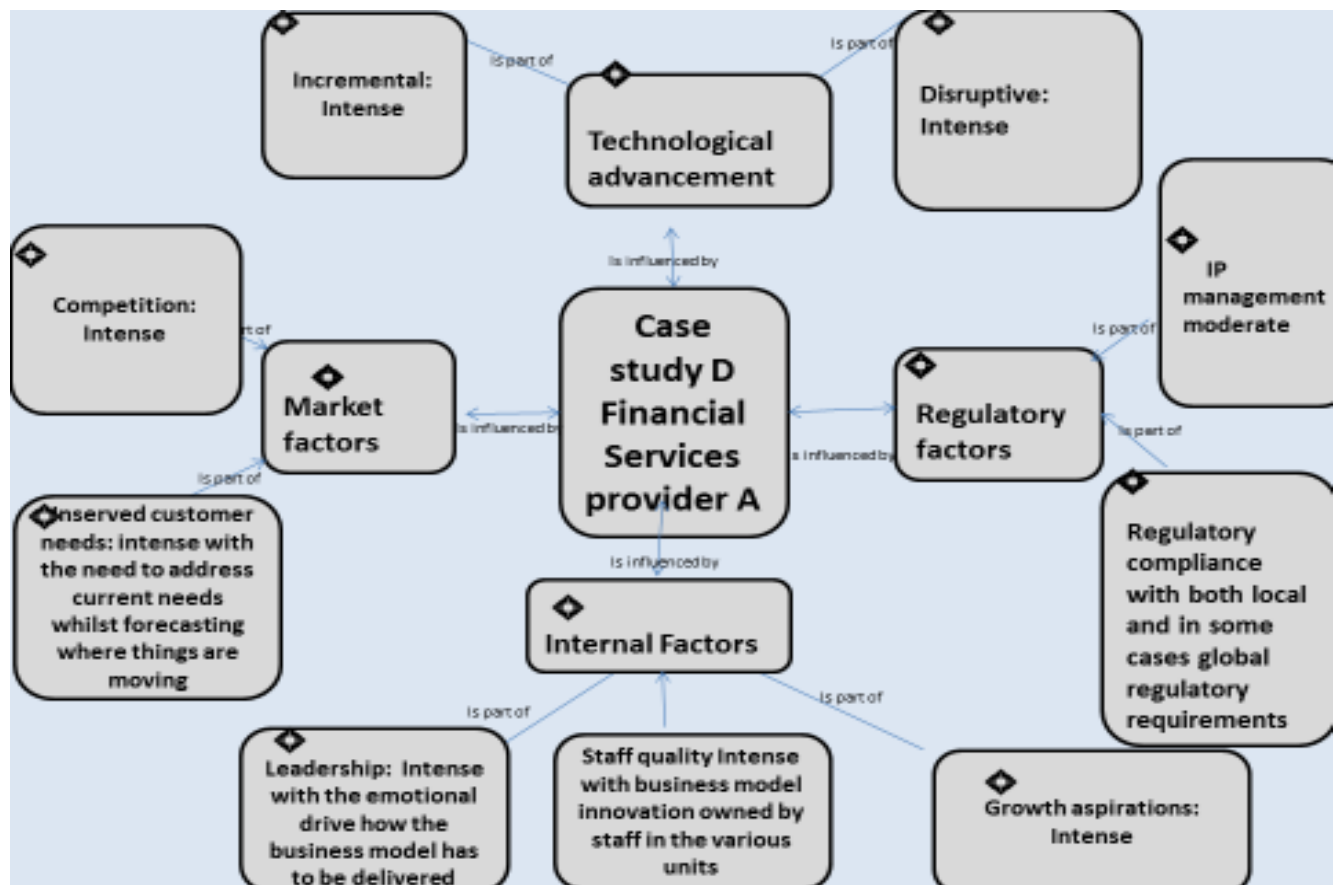 Incremental:
Intense
Is part of
Technological
advancement
Is part of
Disruptive:
Intense
Is influenced by
Competition:
Intense
rt of
Market
factors
Is influenced by
Case
study D
Financial
Services
provider A
s influenced by
Regulatory
factors
Is part of
IP
management
moderate
Is part of
Regulatory
compliance
with both local
and in some
cases global
regulatory
requirements
Is part of
nserved customer
needs: intense with
the need to address
current needs
whilst forecasting
where things are
moving
Is influenced by
Internal Factors
Is part of
Is part of
Leadership: Intense
with the emotional
drive how the
business model has
to be delivered
Staff quality Intense
with business model
innovation owned by
staff in the various
units
Growth aspirations:
Intense